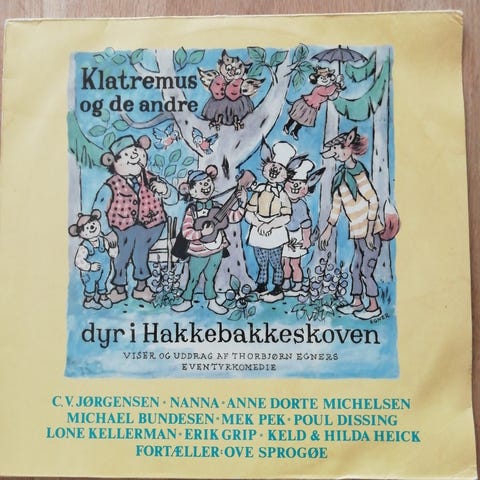 Klatremus
og de andre
EGNER
dyr i Hakkebakkeskoven
VISER OG UDDRAG AF THORBJØRN EGNERS
EVENTYRKOMEDIE
C.V. JØRGENSEN · NANNA · ANNE DORTE MICHELSEN
MICHAEL BUNDESEN · MEK PEK · POUL DISSING
LONE KELLERMAN · ERIK GRIP · KELD & HILDA HEICK
FORTÆLLER: OVE SPROGØE